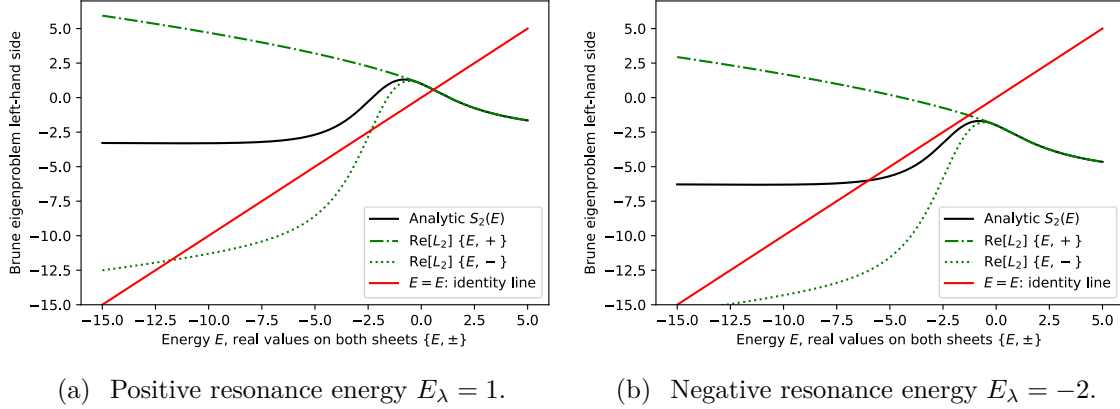 5.0
2.5
0.0
−2.5
−5.0
−7.5
−10.0
−12.5
−15.0
Brune eigenproblem left-hand side
Analytic S₂(E)
Re[L₂] {E, +}
Re[L₂] {E, −}
E = E: identity line
−15.0 −12.5 −10.0 −7.5 −5.0 −2.5 0.0 2.5 5.0
Energy E, real values on both sheets {E, ±}
(a) Positive resonance energy E_λ = 1.
5.0
2.5
0.0
−2.5
−5.0
−7.5
−10.0
−12.5
−15.0
Brune eigenproblem left-hand side
Analytic S₂(E)
Re[L₂] {E, +}
Re[L₂] {E, −}
E = E: identity line
−15.0 −12.5 −10.0 −7.5 −5.0 −2.5 0.0 2.5 5.0
Energy E, real values on both sheets {E, ±}
(b) Negative resonance energy E_λ = −2.